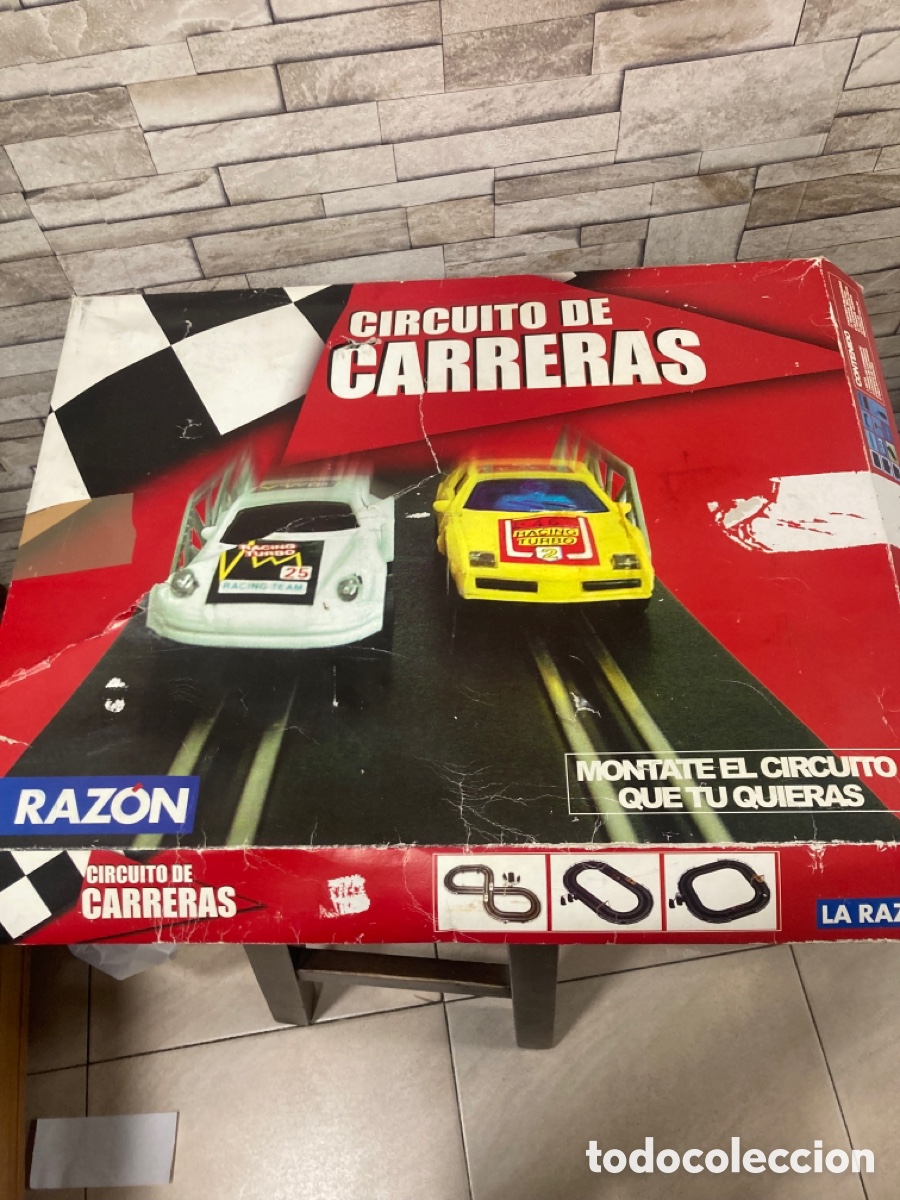 CIRCUITO DE
CARRERAS
CONTENIDO
RACING
TURBO
25
RACING TEAM
RACING
TURBO
2
MONTATE EL CIRCUITO
QUE TU QUIERAS
RAZÓN
CIRCUITO DE
CARRERAS
LA RAZ
todocoleccion